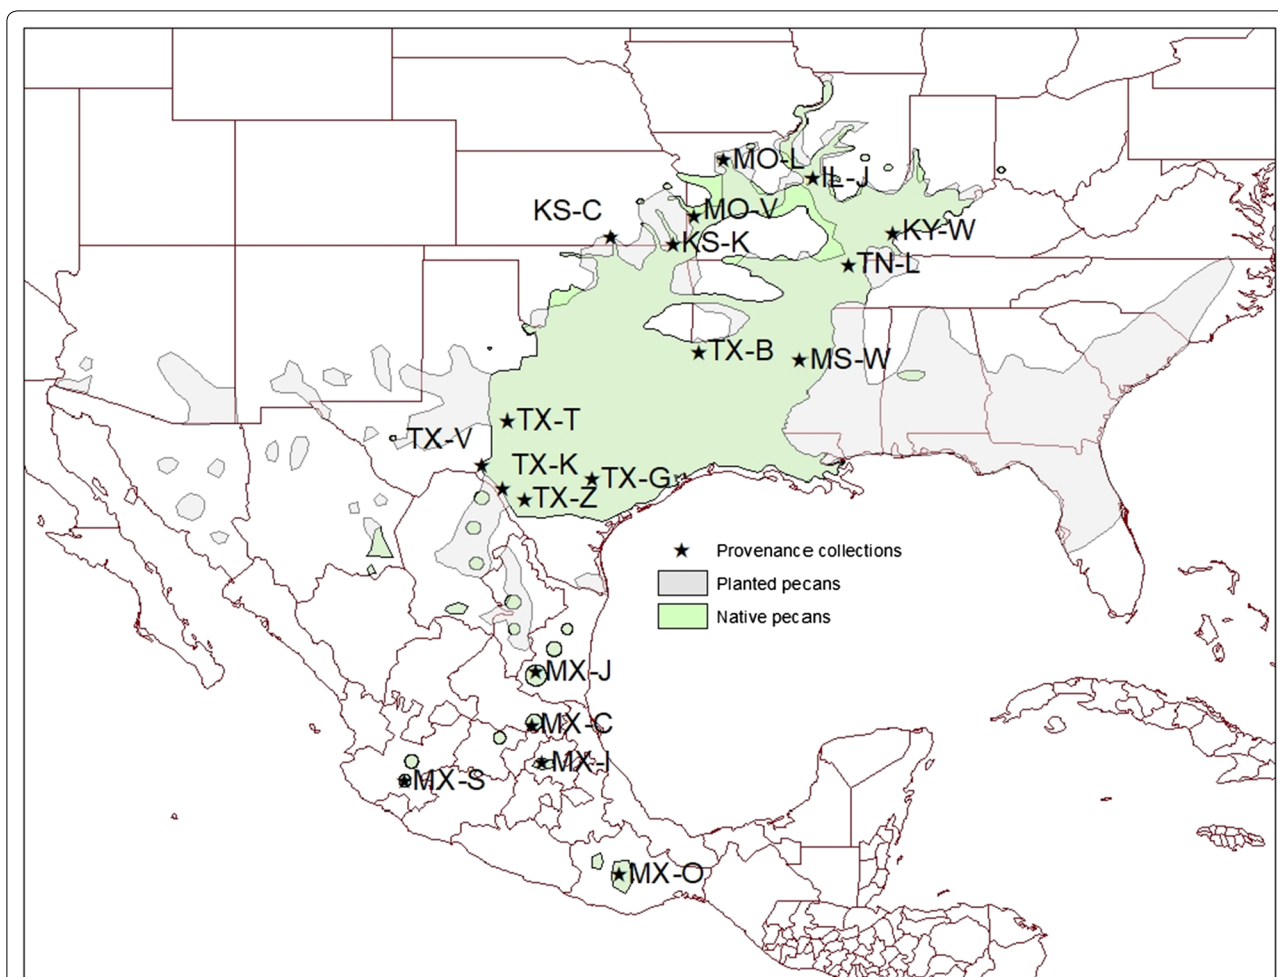 MO-L
IL-J
KS-C
MO-V
KY-W
KS-K
TN-L
TX-B
MS-W
TX-T
TX-V
TX-K
TX-G
TX-Z
Provenance collections
Planted pecans
Native pecans
MX-J
MX-C
MX-I
MX-S
MX-O